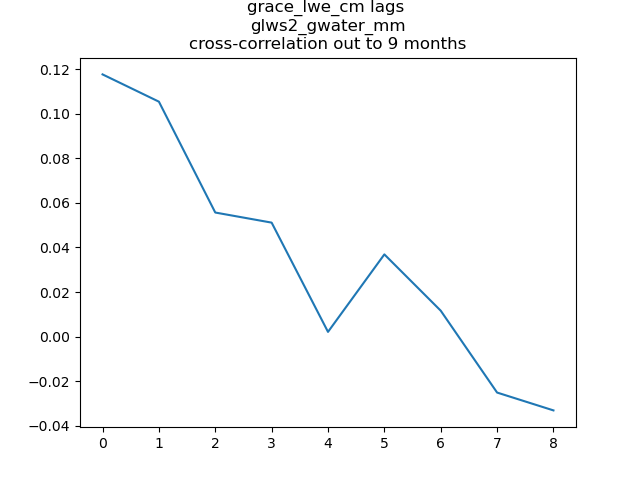 grace_lwe_cm lags
glws2_gwater_mm
cross-correlation out to 9 months
0.12
0.10
0.08
0.06
0.04
0.02
0.00
−0.02
−0.04
0 1 2 3 4 5 6 7 8